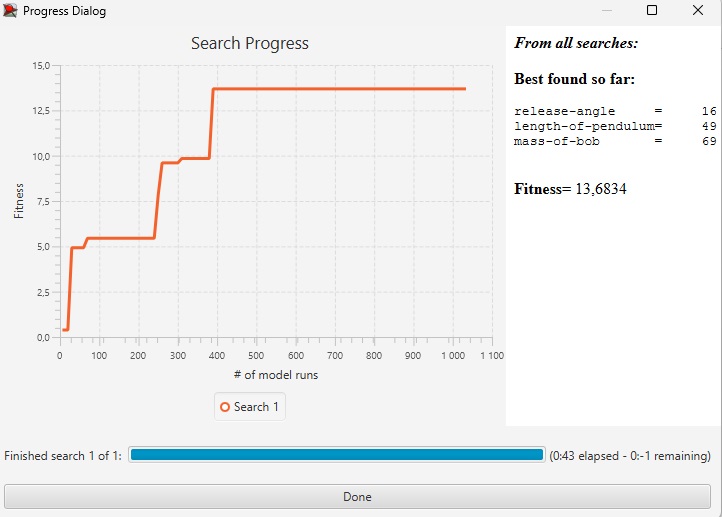 Progress Dialog
Search Progress
From all searches:
Best found so far:
release-angle = 16
length-of-pendulum= 49
mass-of-bob = 69
Fitness= 13,6834
Fitness
15,0
12,5
10,0
7,5
5,0
2,5
0,0
0 100 200 300 400 500 600 700 800 900 1 000 1 100
# of model runs
Search 1
Finished search 1 of 1: (0:43 elapsed - 0:-1 remaining)
Done